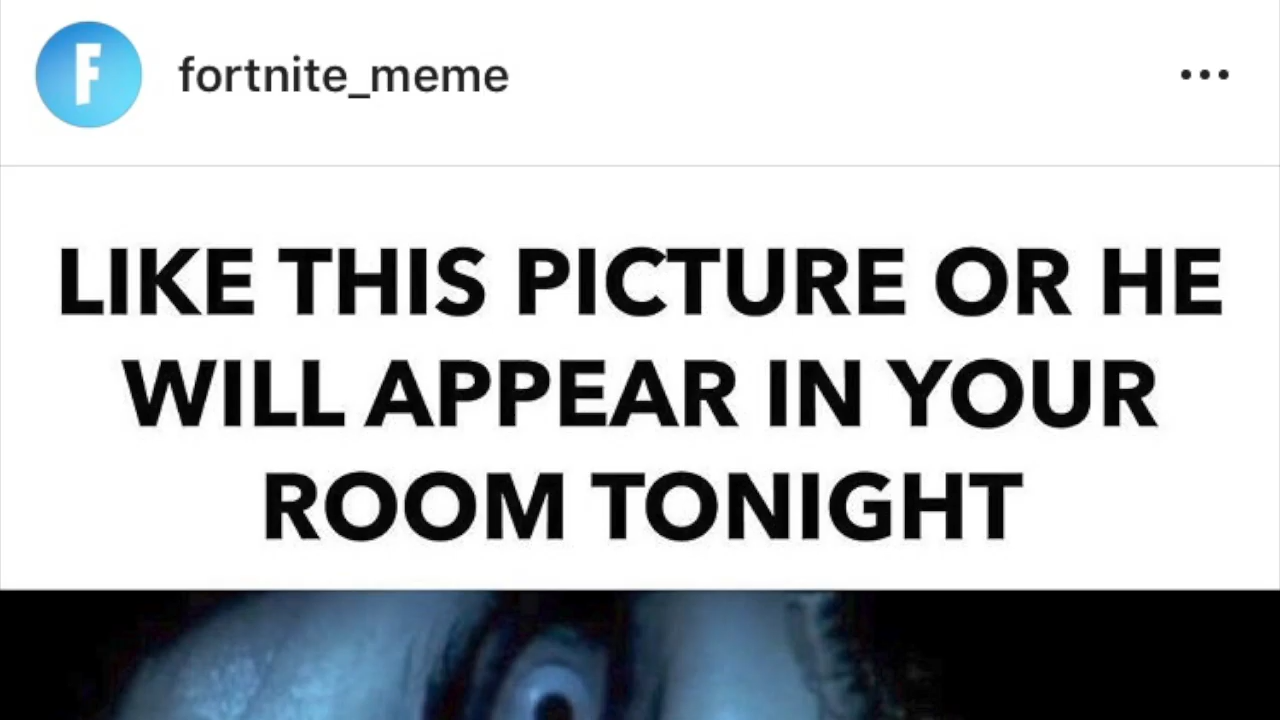 F
fortnite_meme
LIKE THIS PICTURE OR HE
WILL APPEAR IN YOUR
ROOM TONIGHT